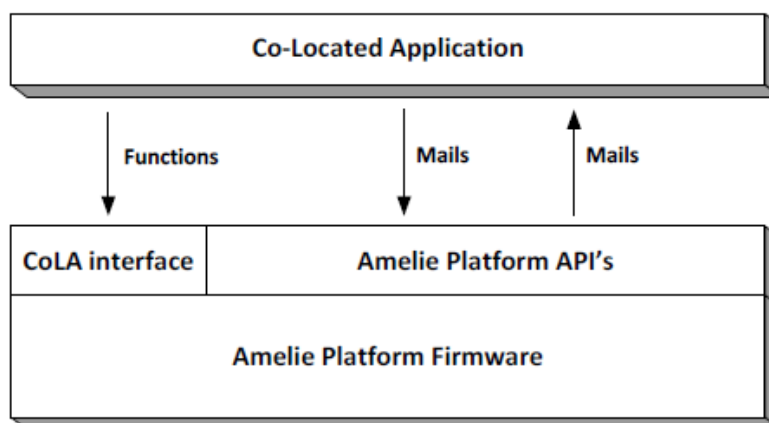 Co-Located Application
Functions
Mails
Mails
CoLA interface
Amelie Platform API's
Amelie Platform Firmware